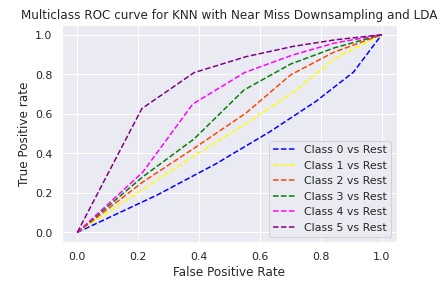 Multiclass ROC curve for KNN with Near Miss Downsampling and LDA
1.0
0.8
0.6
0.4
0.2
0.0
True Positive rate
Class 0 vs Rest
Class 1 vs Rest
Class 2 vs Rest
Class 3 vs Rest
Class 4 vs Rest
Class 5 vs Rest
0.0 0.2 0.4 0.6 0.8 1.0
False Positive Rate